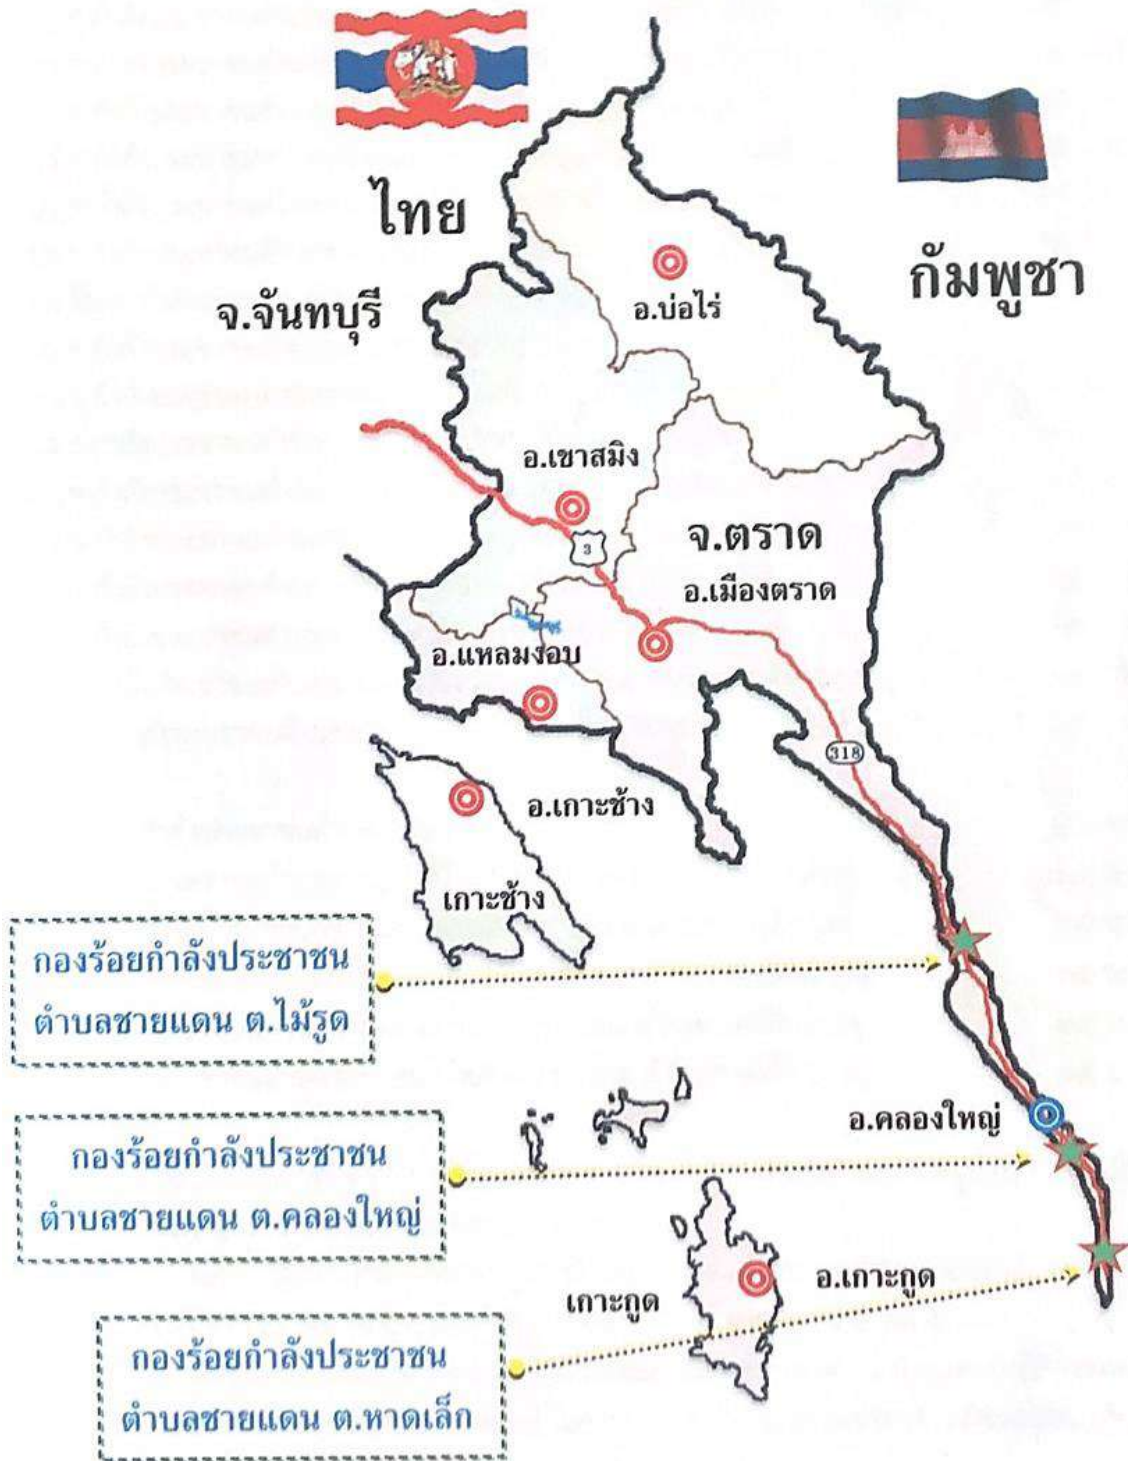 ไทย
กัมพูชา
จ.จันทบุรี
อ.บ่อไร่
อ.เขาสมิง
3
จ.ตราด
อ.เมืองตราด
อ.แหลมงอบ
318
อ.เกาะช้าง
เกาะช้าง
กองร้อยกำลังประชาชน
ตำบลชายแดน ต.ไม้รูด
อ.คลองใหญ่
กองร้อยกำลังประชาชน
ตำบลชายแดน ต.คลองใหญ่
อ.เกาะกูด
เกาะกูด
กองร้อยกำลังประชาชน
ตำบลชายแดน ต.หาดเล็ก